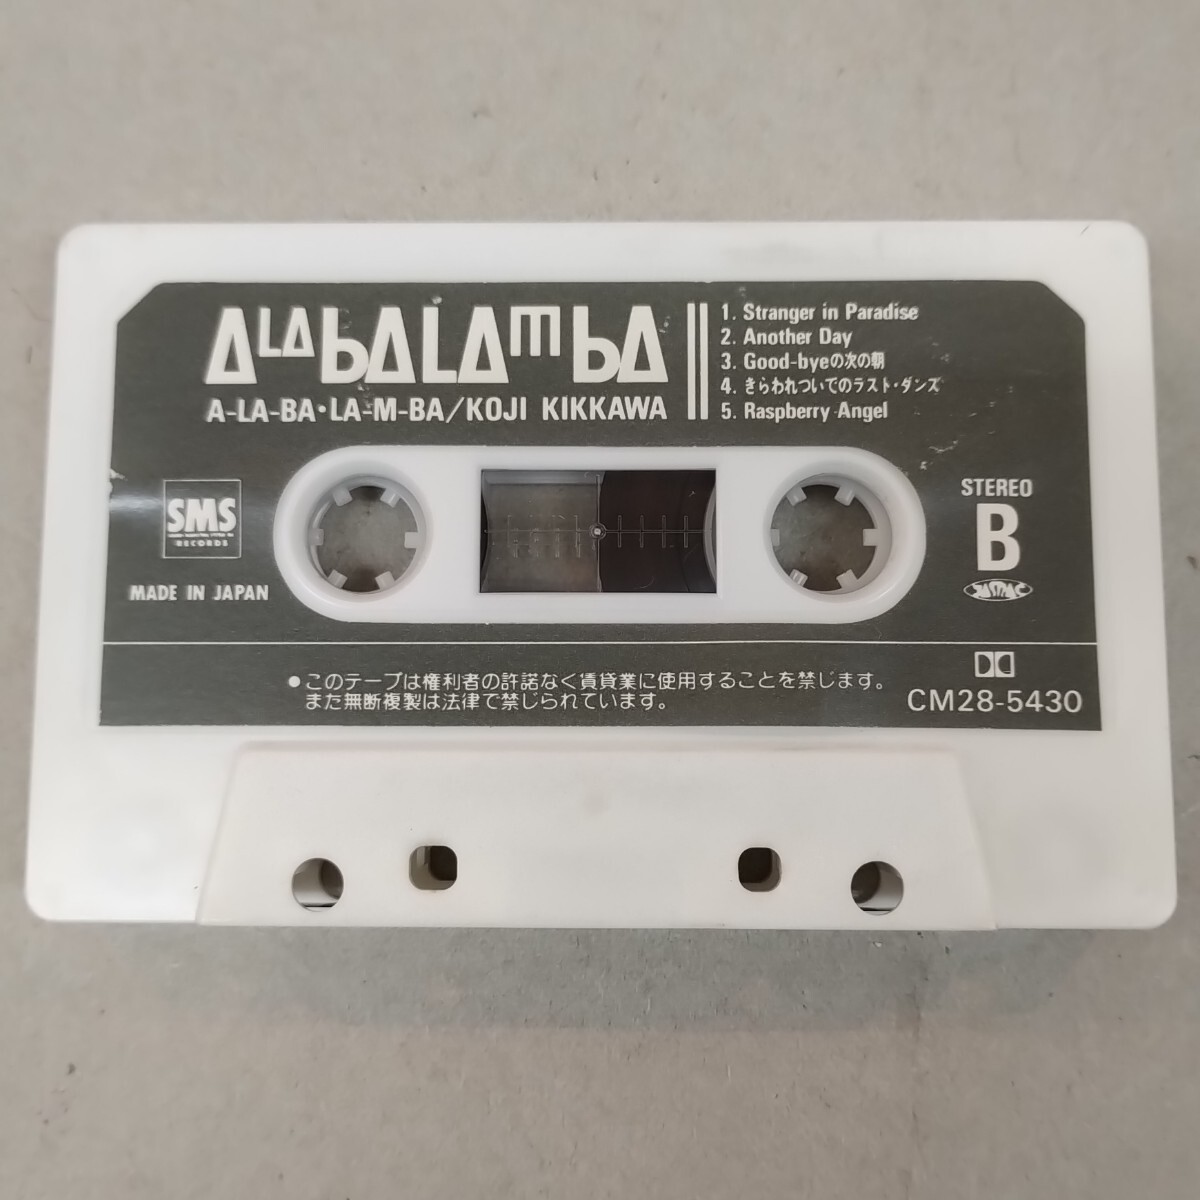 ALAbALAmbA
A-LA-BA・LA-M-BA/KOJI KIKKAWA
1. Stranger in Paradise
2. Another Day
3. Good-byeの次の朝
4. きらわれついでのラスト・ダンス
5. Raspberry Angel
SMS
RECORDS
MADE IN JAPAN
STEREO
B
JASRAC
●このテープは権利者の許諾なく賃貸業に使用することを禁じます。
また無断複製は法律で禁じられています。
CM28-5430